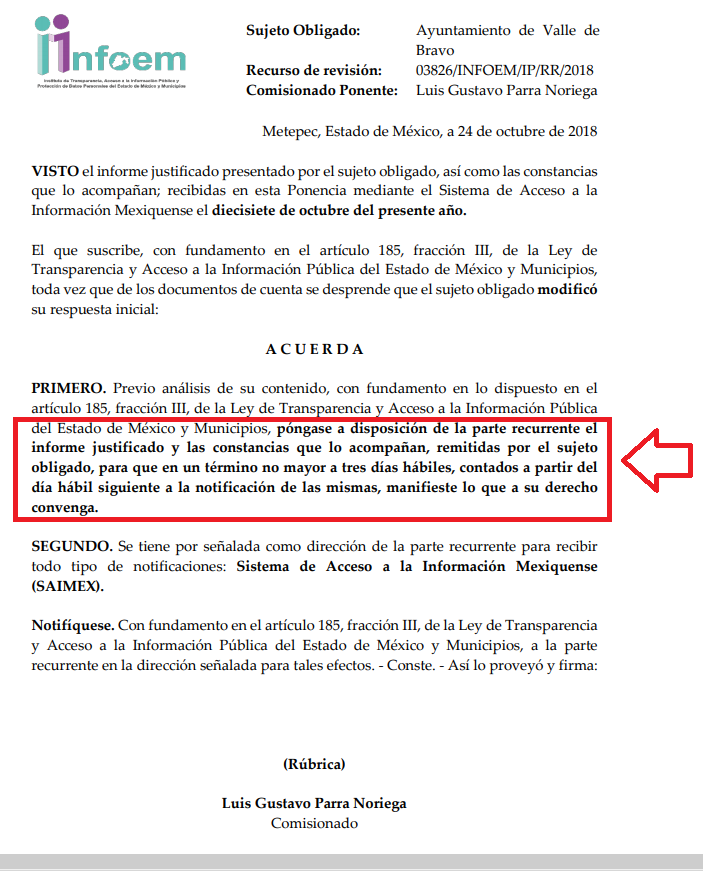 infoem
Instituto de Transparencia, Acceso a la Información Pública y
Protección de Datos Personales del Estado de México y Municipios
Sujeto Obligado: Ayuntamiento de Valle de
Bravo
Recurso de revisión: 03826/INFOEM/IP/RR/2018
Comisionado Ponente: Luis Gustavo Parra Noriega
Metepec, Estado de México, a 24 de octubre de 2018
VISTO el informe justificado presentado por el sujeto obligado, así como las constancias
que lo acompañan; recibidas en esta Ponencia mediante el Sistema de Acceso a la
Información Mexiquense el diecisiete de octubre del presente año.
El que suscribe, con fundamento en el artículo 185, fracción III, de la Ley de
Transparencia y Acceso a la Información Pública del Estado de México y Municipios,
toda vez que de los documentos de cuenta se desprende que el sujeto obligado modificó
su respuesta inicial:
A C U E R D A
PRIMERO. Previo análisis de su contenido, con fundamento en lo dispuesto en el
artículo 185, fracción III, de la Ley de Transparencia y Acceso a la Información Pública
del Estado de México y Municipios, póngase a disposición de la parte recurrente el
informe justificado y las constancias que lo acompañan, remitidas por el sujeto
obligado, para que en un término no mayor a tres días hábiles, contados a partir del
día hábil siguiente a la notificación de las mismas, manifieste lo que a su derecho
convenga.
SEGUNDO. Se tiene por señalada como dirección de la parte recurrente para recibir
todo tipo de notificaciones: Sistema de Acceso a la Información Mexiquense
(SAIMEX).
Notifíquese. Con fundamento en el artículo 185, fracción III, de la Ley de Transparencia
y Acceso a la Información Pública del Estado de México y Municipios, a la parte
recurrente en la dirección señalada para tales efectos. - Conste. - Así lo proveyó y firma:
(Rúbrica)
Luis Gustavo Parra Noriega
Comisionado